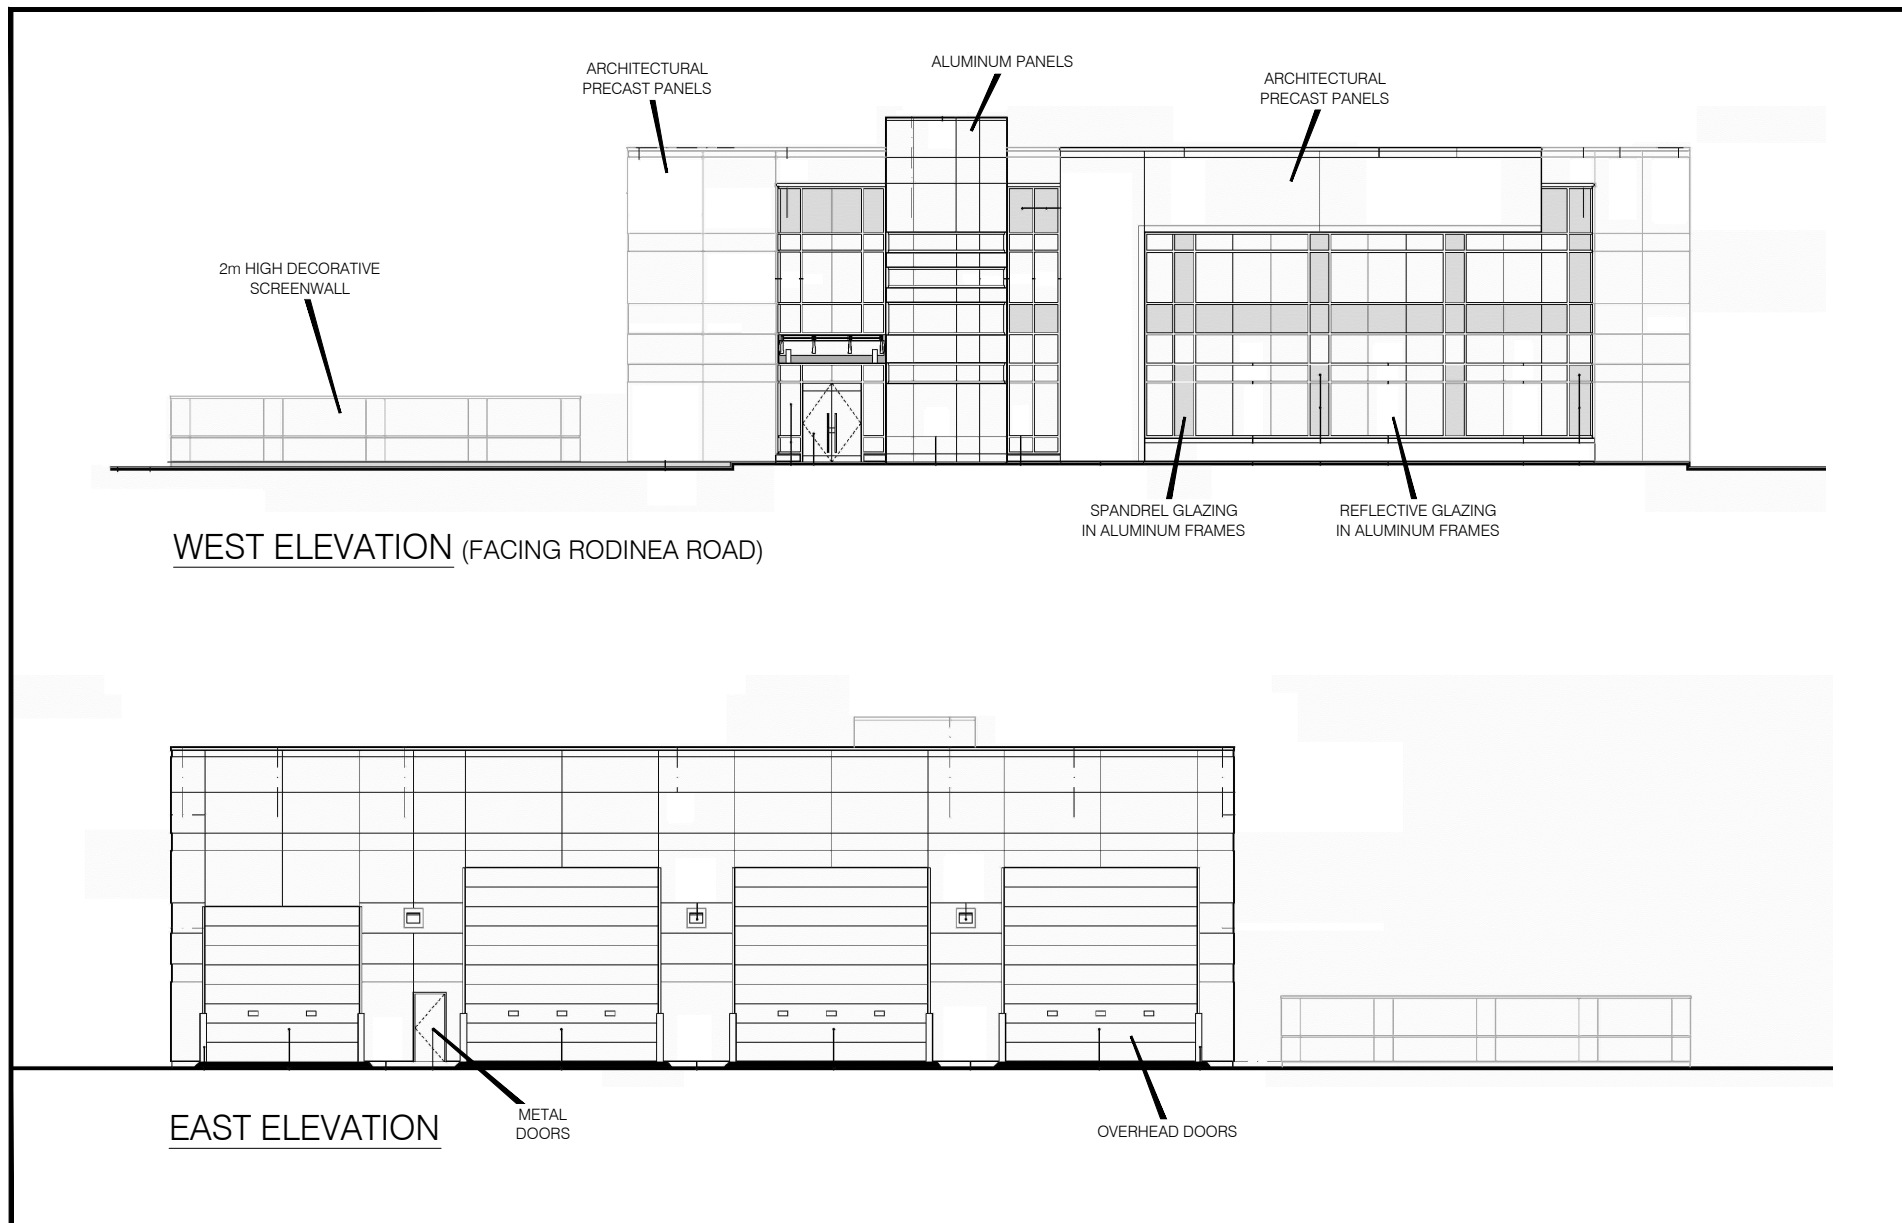 ARCHITECTURAL
PRECAST PANELS
ALUMINUM PANELS
ARCHITECTURAL
PRECAST PANELS
2m HIGH DECORATIVE
SCREENWALL
SPANDREL GLAZING
IN ALUMINUM FRAMES
REFLECTIVE GLAZING
IN ALUMINUM FRAMES
WEST ELEVATION (FACING RODINEA ROAD)
METAL
DOORS
OVERHEAD DOORS
EAST ELEVATION